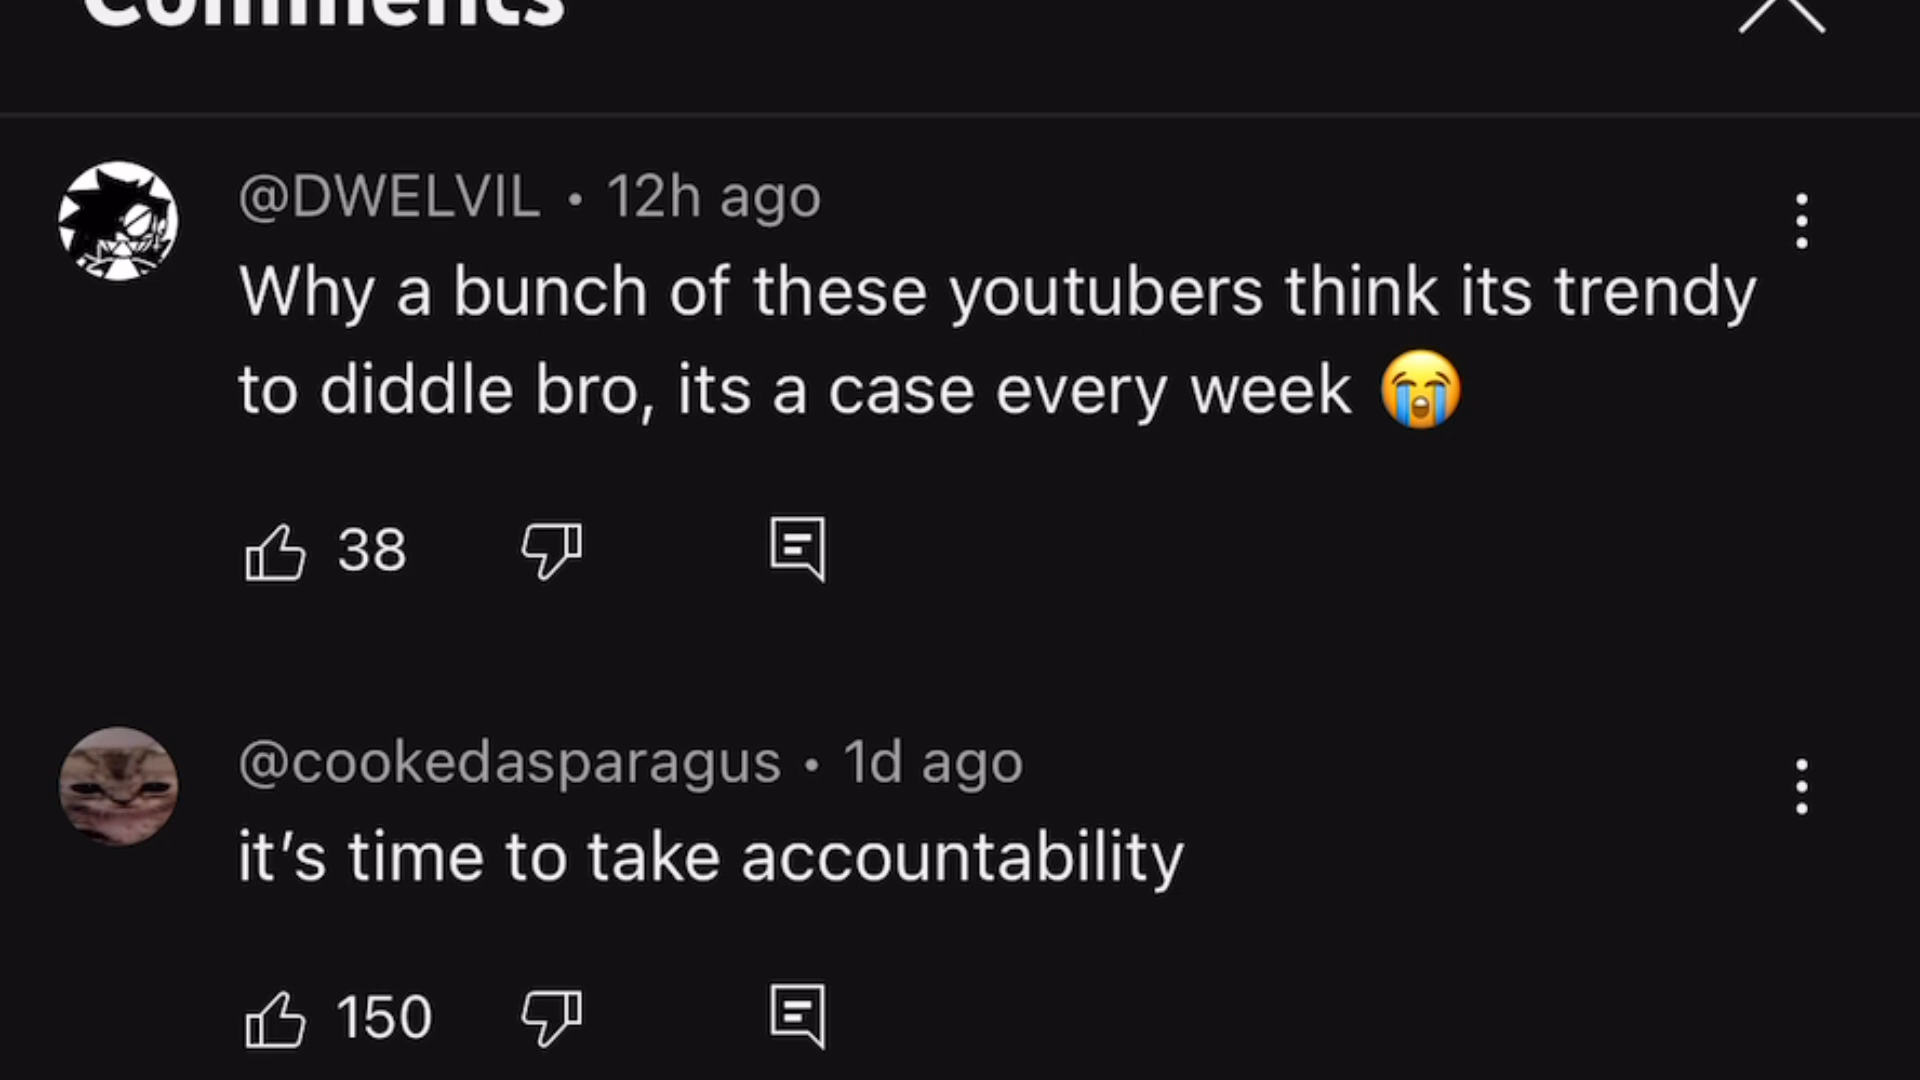 Comments
@DWELVIL • 12h ago
Why a bunch of these youtubers think its trendy
to diddle bro, its a case every week 😭
38
@cookedasparagus • 1d ago
it’s time to take accountability
150